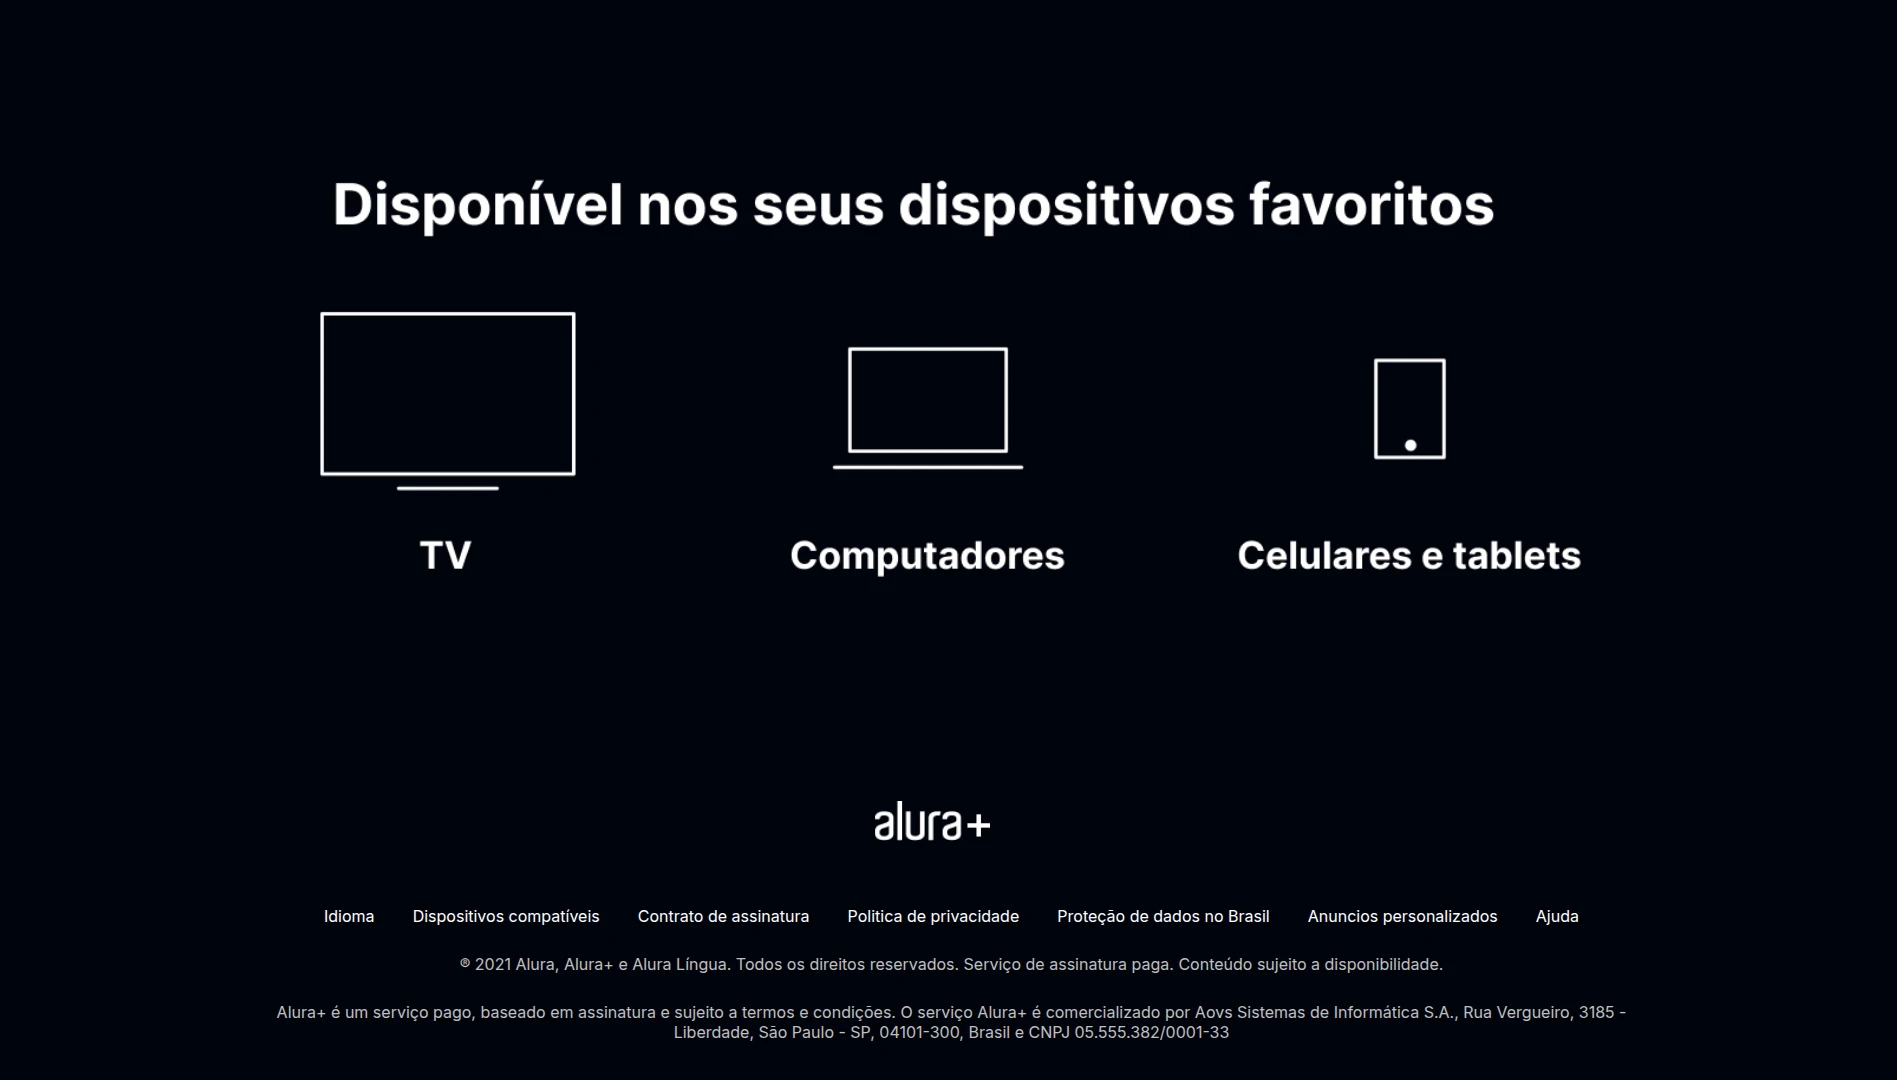 Disponível nos seus dispositivos favoritos
TV
Computadores
Celulares e tablets
alura+
Idioma Dispositivos compatíveis Contrato de assinatura Politica de privacidade Proteção de dados no Brasil Anuncios personalizados Ajuda
® 2021 Alura, Alura+ e Alura Língua. Todos os direitos reservados. Serviço de assinatura paga. Conteúdo sujeito a disponibilidade.
Alura+ é um serviço pago, baseado em assinatura e sujeito a termos e condições. O serviço Alura+ é comercializado por Aovs Sistemas de Informática S.A., Rua Vergueiro, 3185 -
Liberdade, São Paulo - SP, 04101-300, Brasil e CNPJ 05.555.382/0001-33